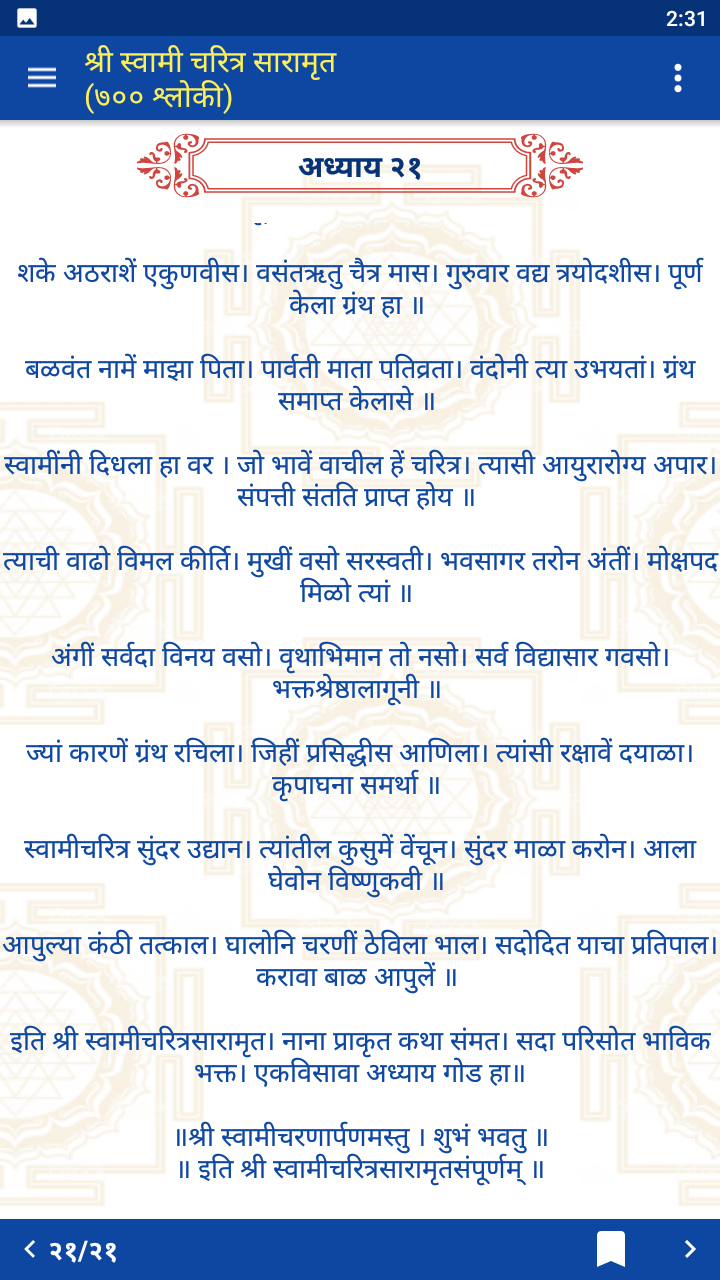 2:31
श्री स्वामी चरित्र सारामृत
(७०० श्लोकी)
अध्याय २१
शके अठराशें एकुणवीस। वसंतऋतु चैत्र मास। गुरुवार वद्य त्रयोदशीस। पूर्ण
केला ग्रंथ हा ॥
बळवंत नामें माझा पिता। पार्वती माता पतिव्रता। वंदोनी त्या उभयतां। ग्रंथ
समाप्त केलासे ॥
स्वामींनी दिधला हा वर । जो भावें वाचील हें चरित्र। त्यासी आयुरारोग्य अपार।
संपत्ती संतति प्राप्त होय ॥
त्याची वाढो विमल कीर्ति। मुखीं वसो सरस्वती। भवसागर तरोन अंतीं। मोक्षपद
मिळो त्यां ॥
अंगीं सर्वदा विनय वसो। वृथाभिमान तो नसो। सर्व विद्यासार गवसो।
भक्तश्रेष्ठालागूनी ॥
ज्यां कारणें ग्रंथ रचिला। जिहीं प्रसिद्धीस आणिला। त्यांसी रक्षावें दयाळा।
कृपाघना समर्था ॥
स्वामीचरित्र सुंदर उद्यान। त्यांतील कुसुमें वेंचून। सुंदर माळा करोन। आला
घेवोन विष्णुकवी ॥
आपुल्या कंठी तत्काल। घालोनि चरणीं ठेविला भाल। सदोदित याचा प्रतिपाल।
करावा बाळ आपुलें ॥
इति श्री स्वामीचरित्रसारामृत। नाना प्राकृत कथा संमत। सदा परिसोत भाविक
भक्त। एकविसावा अध्याय गोड हा॥
॥श्री स्वामीचरणार्पणमस्तु । शुभं भवतु ॥
॥ इति श्री स्वामीचरित्रसारामृतसंपूर्णम् ॥
२१/२१